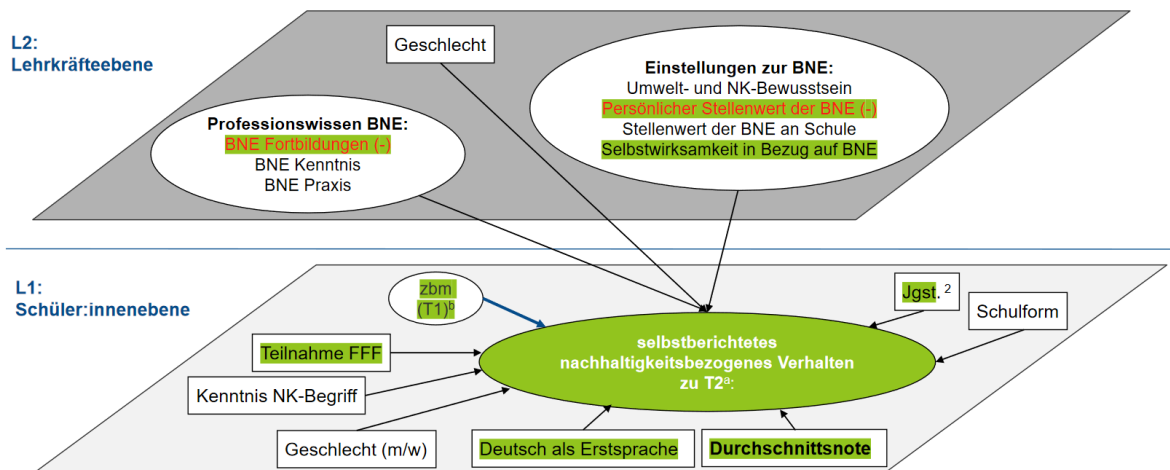 L2:
Lehrkräfteebene
Geschlecht
Einstellungen zur BNE:
Umwelt- und NK-Bewusstsein
Persönlicher Stellenwert der BNE (-)
Stellenwert der BNE an Schule
Selbstwirksamkeit in Bezug auf BNE
Professionswissen BNE:
BNE Fortbildungen (-)
BNE Kenntnis
BNE Praxis
L1:
Schüler:innenebene
zbm
(T1)ᵇ
Jgst. ²
Schulform
Teilnahme FFF
selbstberichtetes
nachhaltigkeitsbezogenes Verhalten
zu T2ᵃ:
Kenntnis NK-Begriff
Geschlecht (m/w)
Deutsch als Erstsprache
Durchschnittsnote